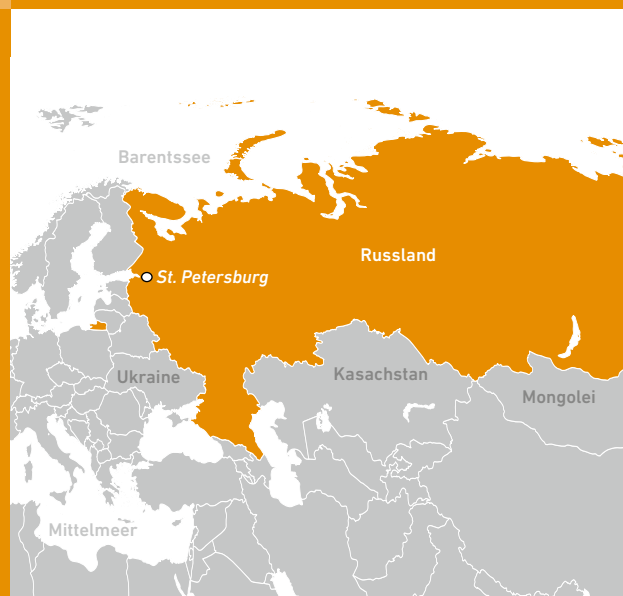 Barentssee
Russland
St. Petersburg
Ukraine
Kasachstan
Mongolei
Mittelmeer